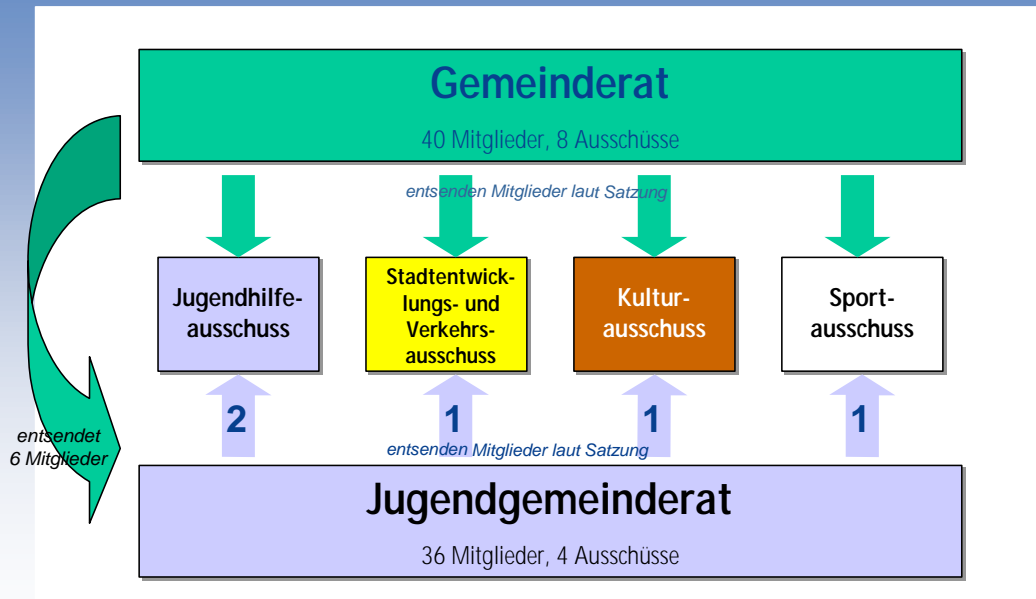 Gemeinderat
40 Mitglieder, 8 Ausschüsse
entsenden Mitglieder laut Satzung
Jugendhilfe-
ausschuss
Stadtentwick-
lungs- und
Verkehrs-
ausschuss
Kultur-
ausschuss
Sport-
ausschuss
2
1
1
1
entsendet
6 Mitglieder
entsenden Mitglieder laut Satzung
Jugendgemeinderat
36 Mitglieder, 4 Ausschüsse